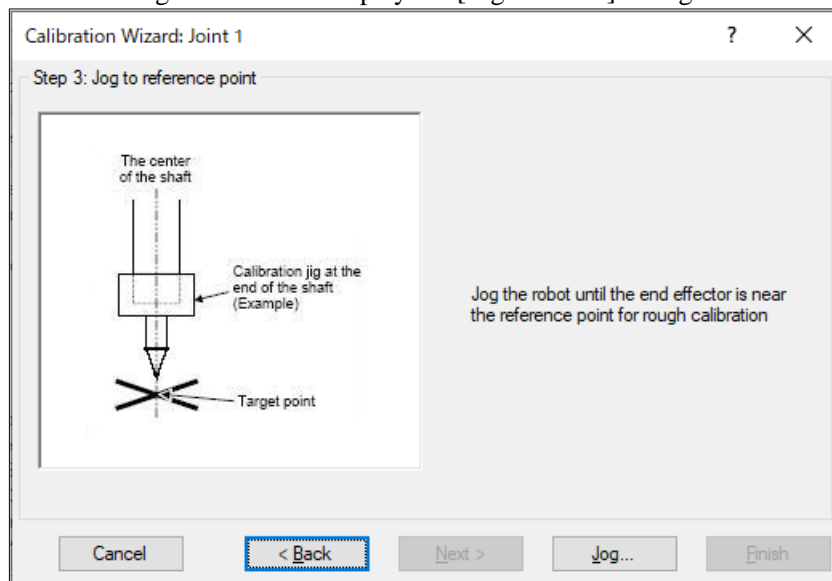 Calibration Wizard: Joint 1
? ×
Step 3: Jog to reference point
The center
of the shaft
Calibration jig at the
end of the shaft
(Example)
Target point
Jog the robot until the end effector is near
the reference point for rough calibration
Cancel
< Back
Next >
Jog...
Finish